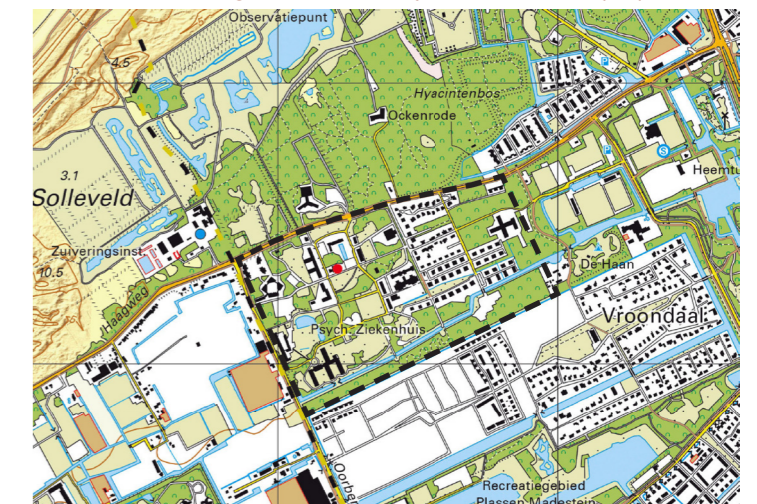 Observatiepunt
4.5
Hyacintenbos
Ockenrode
P
S
3.1
Heemtu
Solleveld
P
Zuiveringsinst.
De Haan
10.5
Haagweg
Vroondaal
Psych. Ziekenhuis
Oorbe
Recreatiegebied
Plassen Madestein